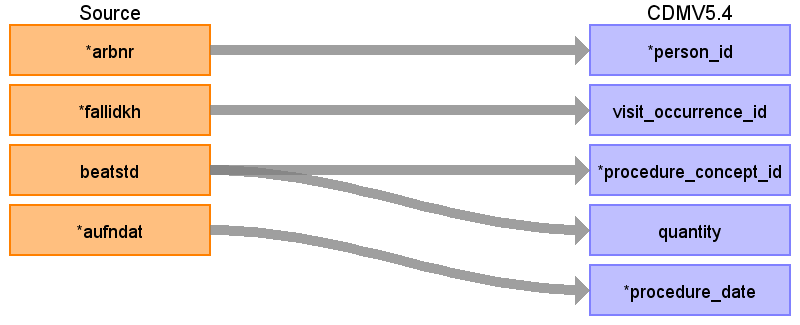 Source
CDMV5.4
*arbnr
*person_id
*fallidkh
visit_occurrence_id
beatstd
*procedure_concept_id
*aufndat
quantity
*procedure_date